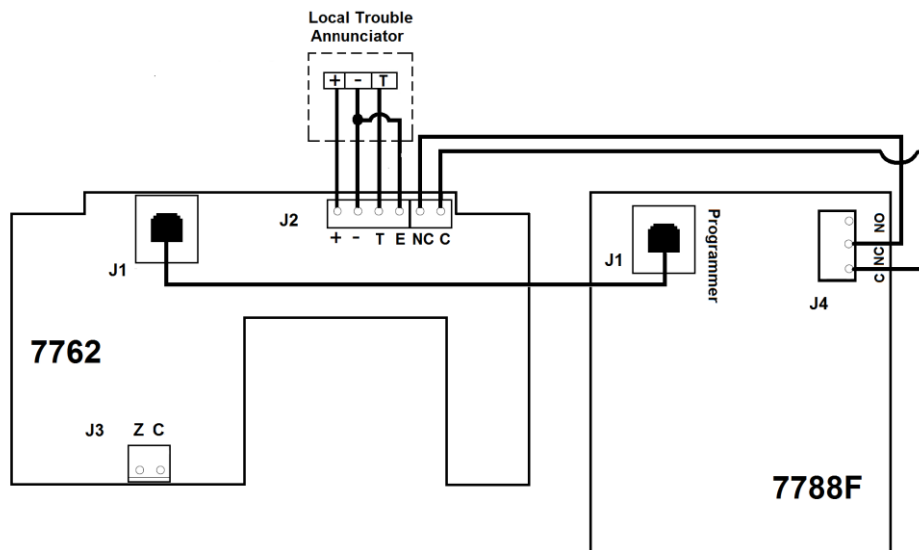 Local Trouble
Annunciator
+ - T
J2
+ - T E NC C
J1
7762
J3 Z C
J1
Programmer
NO
NC
C
J4
7788F